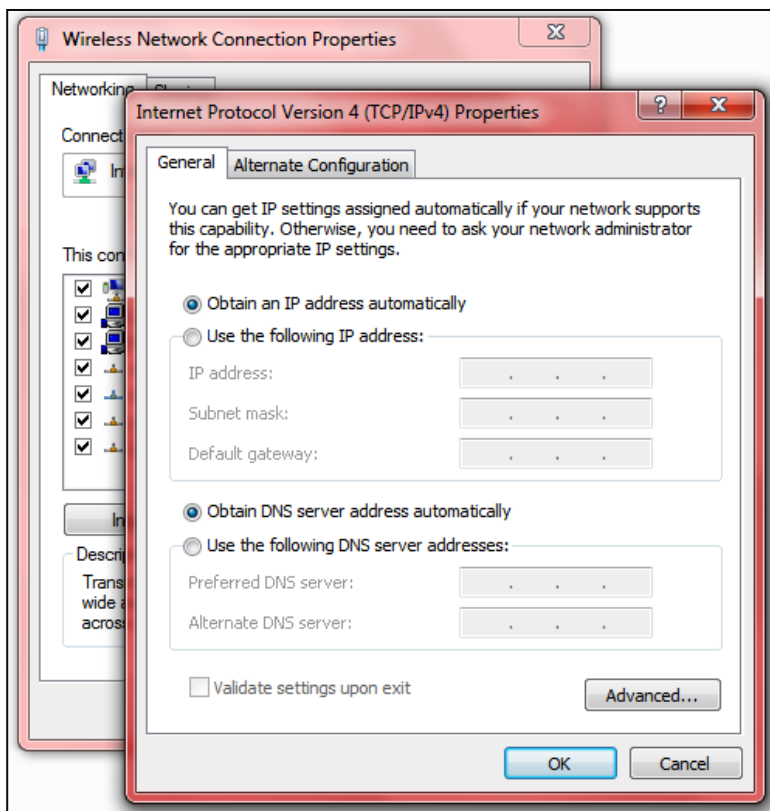 Wireless Network Connection Properties
Networking
Connect
This con
Descrip
Trans
wide a
across
Internet Protocol Version 4 (TCP/IPv4) Properties
General
Alternate Configuration
You can get IP settings assigned automatically if your network supports
this capability. Otherwise, you need to ask your network administrator
for the appropriate IP settings.
Obtain an IP address automatically
Use the following IP address:
IP address:
Subnet mask:
Default gateway:
Obtain DNS server address automatically
Use the following DNS server addresses:
Preferred DNS server:
Alternate DNS server:
Validate settings upon exit
Advanced...
OK
Cancel